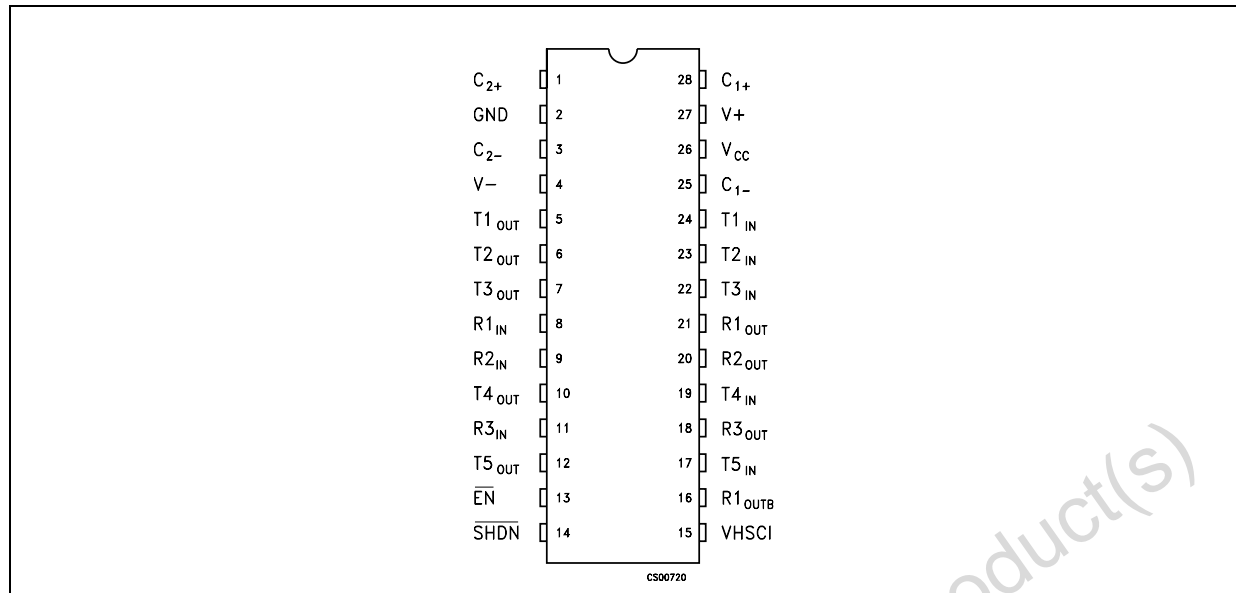 C2+ 1 28 C1+
GND 2 27 V+
C2− 3 26 VCC
V− 4 25 C1−
T1OUT 5 24 T1IN
T2OUT 6 23 T2IN
T3OUT 7 22 T3IN
R1IN 8 21 R1OUT
R2IN 9 20 R2OUT
T4OUT 10 19 T4IN
R3IN 11 18 R3OUT
T5OUT 12 17 T5IN
EN 13 16 R1OUTB
SHDN 14 15 VHSCI
CS00720
oduct(s)